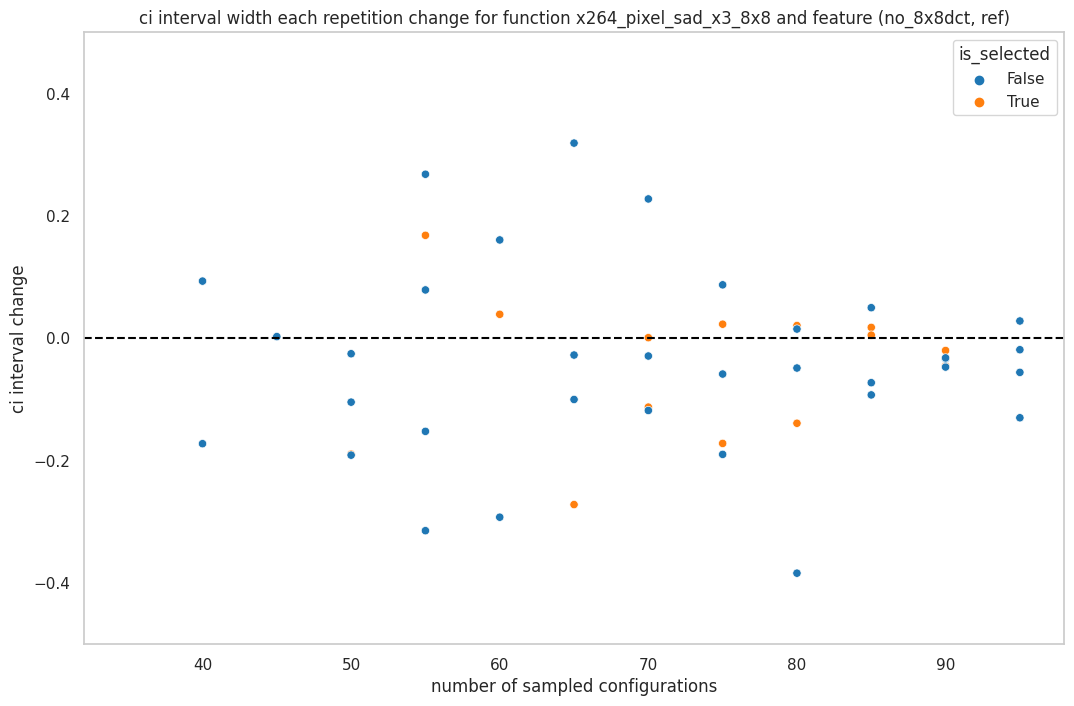 ci interval width each repetition change for function x264_pixel_sad_x3_8x8 and feature (no_8x8dct, ref)
is_selected
False
True
0.4
0.2
0.0
−0.2
−0.4
ci interval change
40
50
60
70
80
90
number of sampled configurations